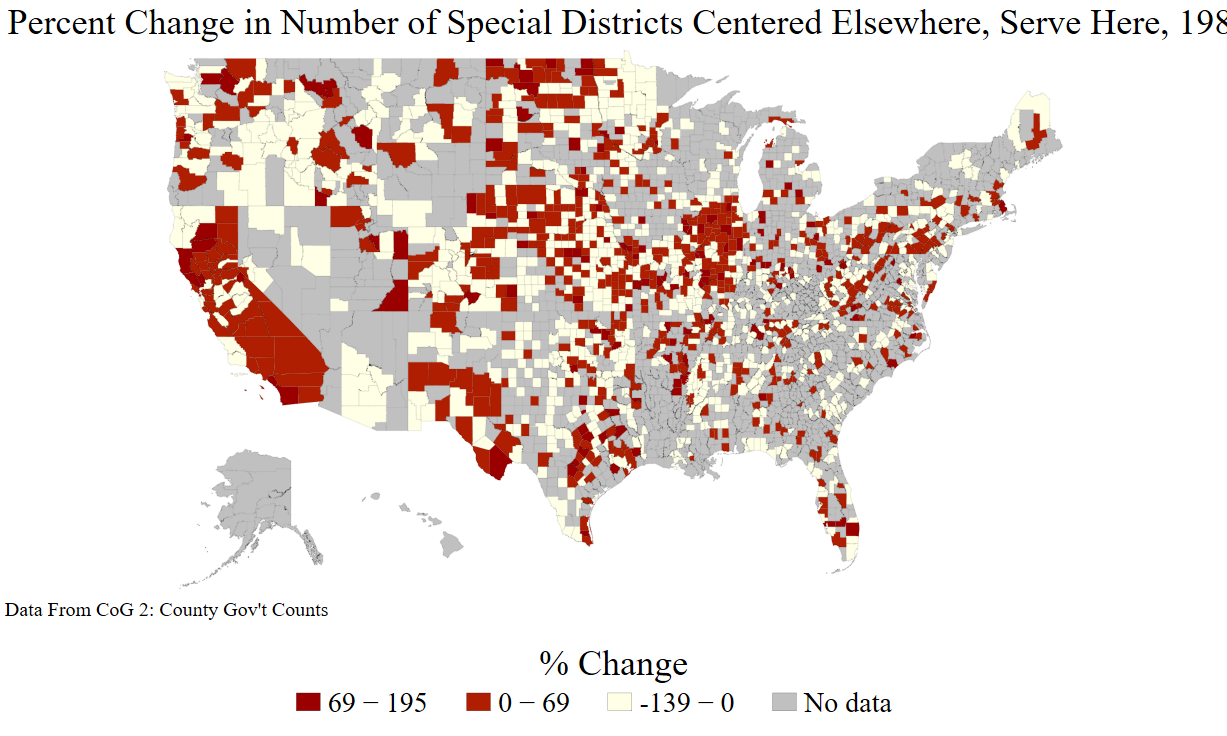 Percent Change in Number of Special Districts Centered Elsewhere, Serve Here, 198
Data From CoG 2: County Gov't Counts
% Change
69 − 195 0 − 69 -139 − 0 No data